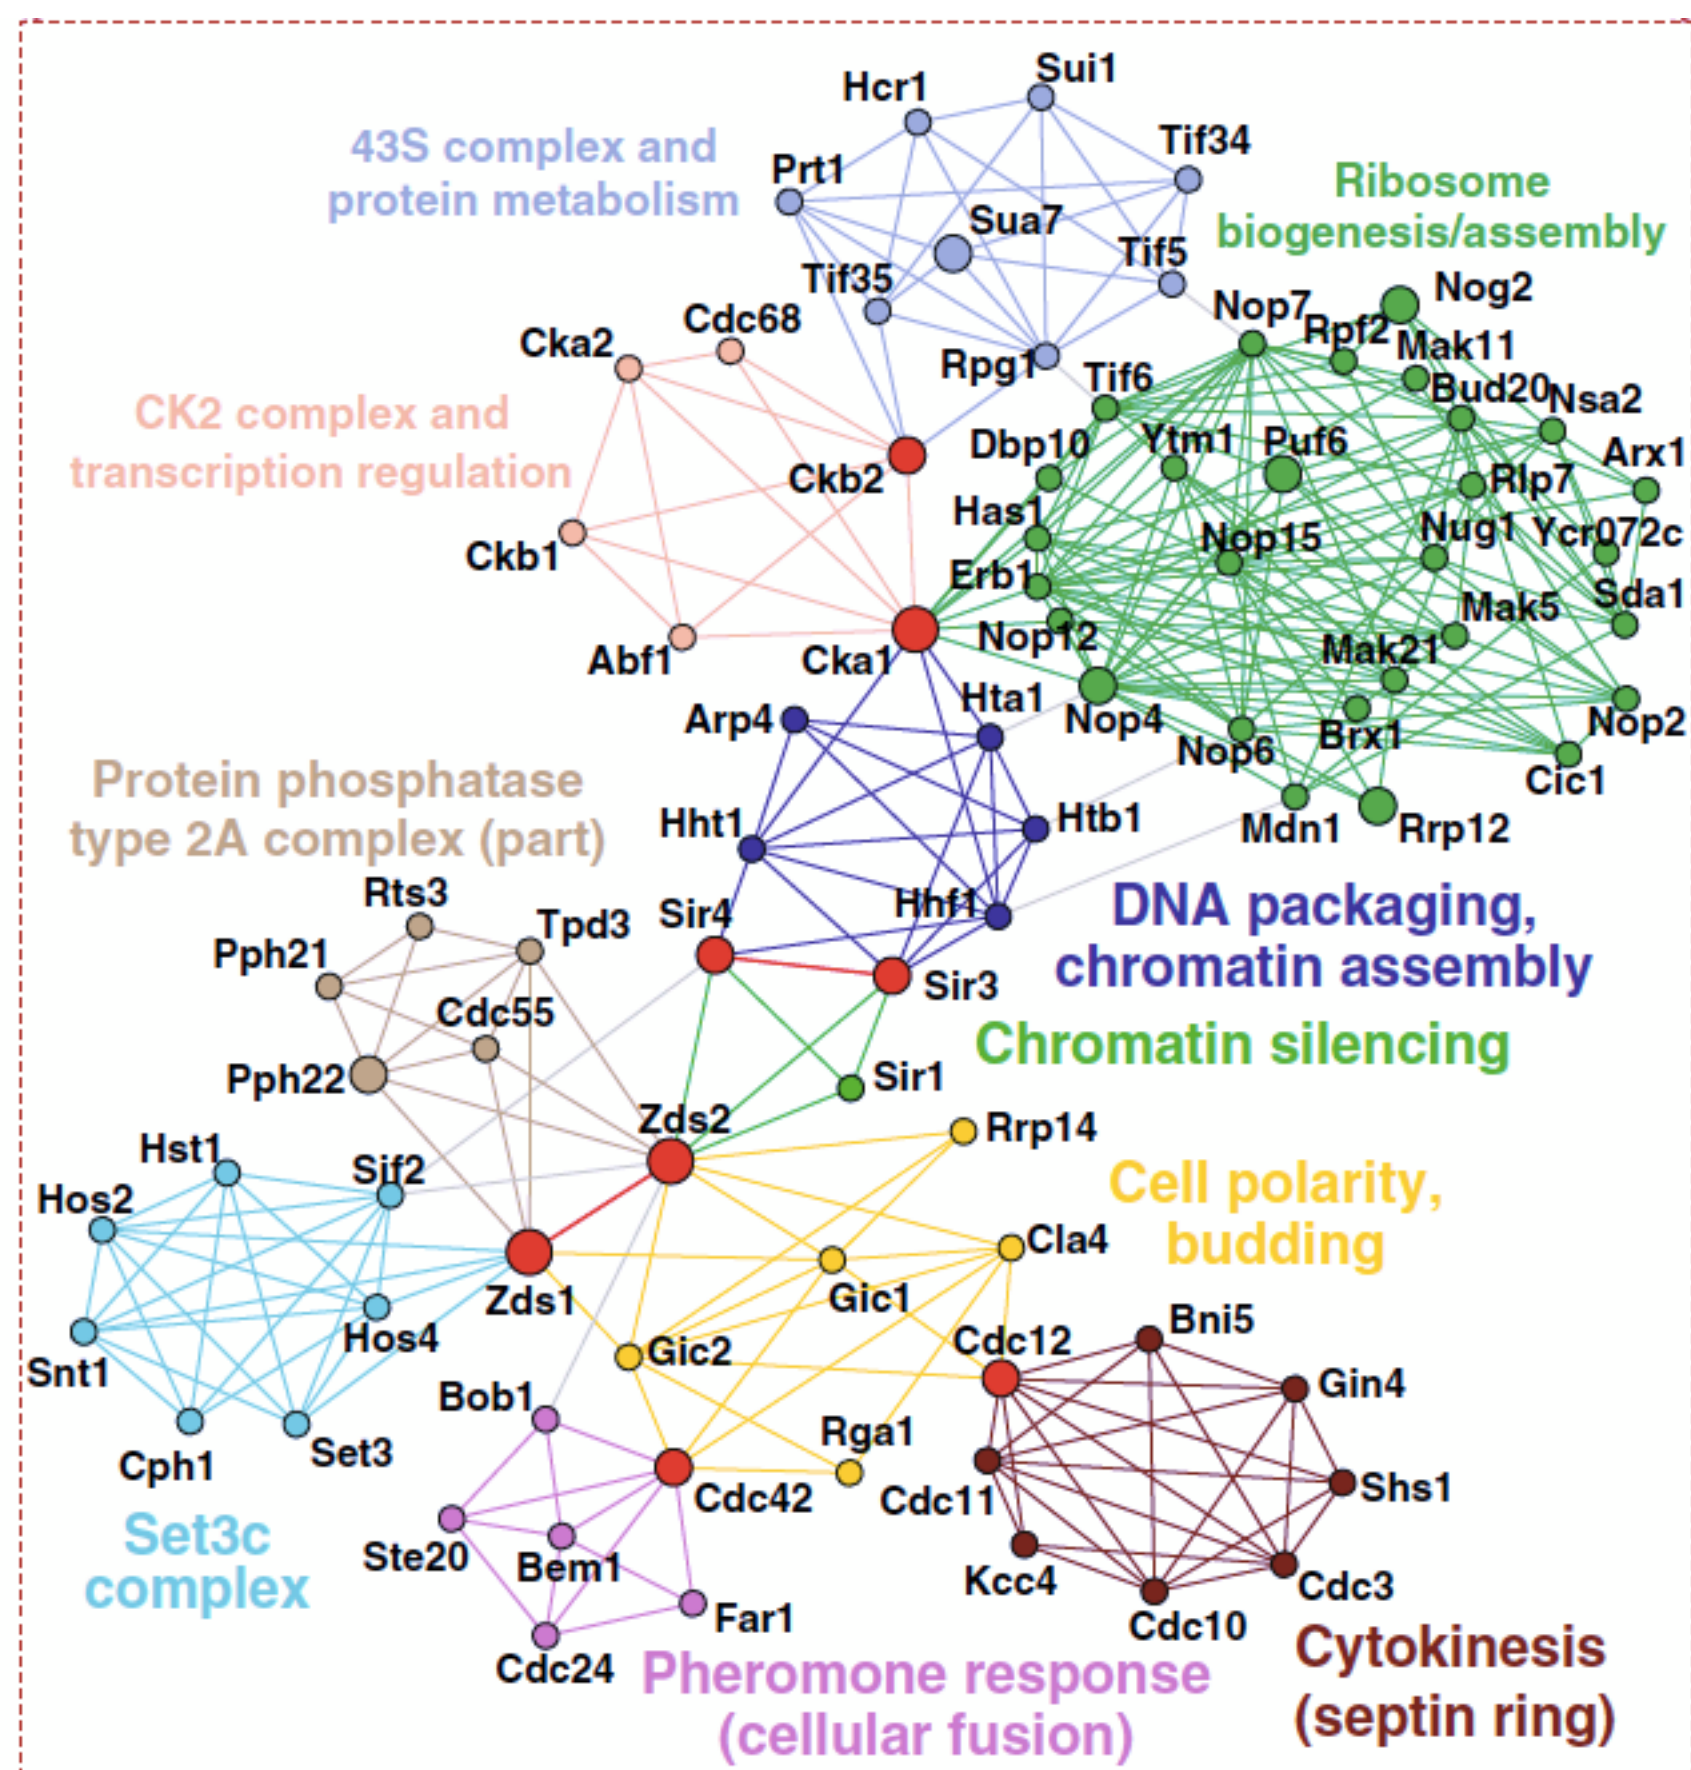 Sui1
Hcr1
43S complex and
protein metabolism
Tif34
Prt1
Ribosome
biogenesis/assembly
Sua7
Tif5
Tif35
Nog2
Nop7
Rpf2
Mak11
Cdc68
Cka2
Rpg1
Tif6
Bud20
Nsa2
CK2 complex and
transcription regulation
Dbp10
Ytm1
Puf6
Arx1
Ckb2
Rlp7
Has1
Nop15
Nug1
Ycr072c
Ckb1
Erb1
Sda1
Mak5
Nop12
Mak21
Abf1
Cka1
Hta1
Arp4
Nop4
Nop6
Brx1
Nop2
Cic1
Protein phosphatase
type 2A complex (part)
Hht1
Htb1
Mdn1
Rrp12
Rts3
Tpd3
Sir4
Hhf1
DNA packaging,
chromatin assembly
Pph21
Sir3
Cdc55
Chromatin silencing
Pph22
Sir1
Zds2
Rrp14
Hst1
Sif2
Hos2
Cell polarity,
budding
Cla4
Zds1
Gic1
Hos4
Snt1
Gic2
Cdc12
Bni5
Bob1
Gin4
Rga1
Cph1
Set3
Cdc42
Cdc11
Shs1
Set3c
complex
Ste20
Bem1
Kcc4
Cdc3
Far1
Cdc10
Cdc24
Pheromone response
(cellular fusion)
Cytokinesis
(septin ring)